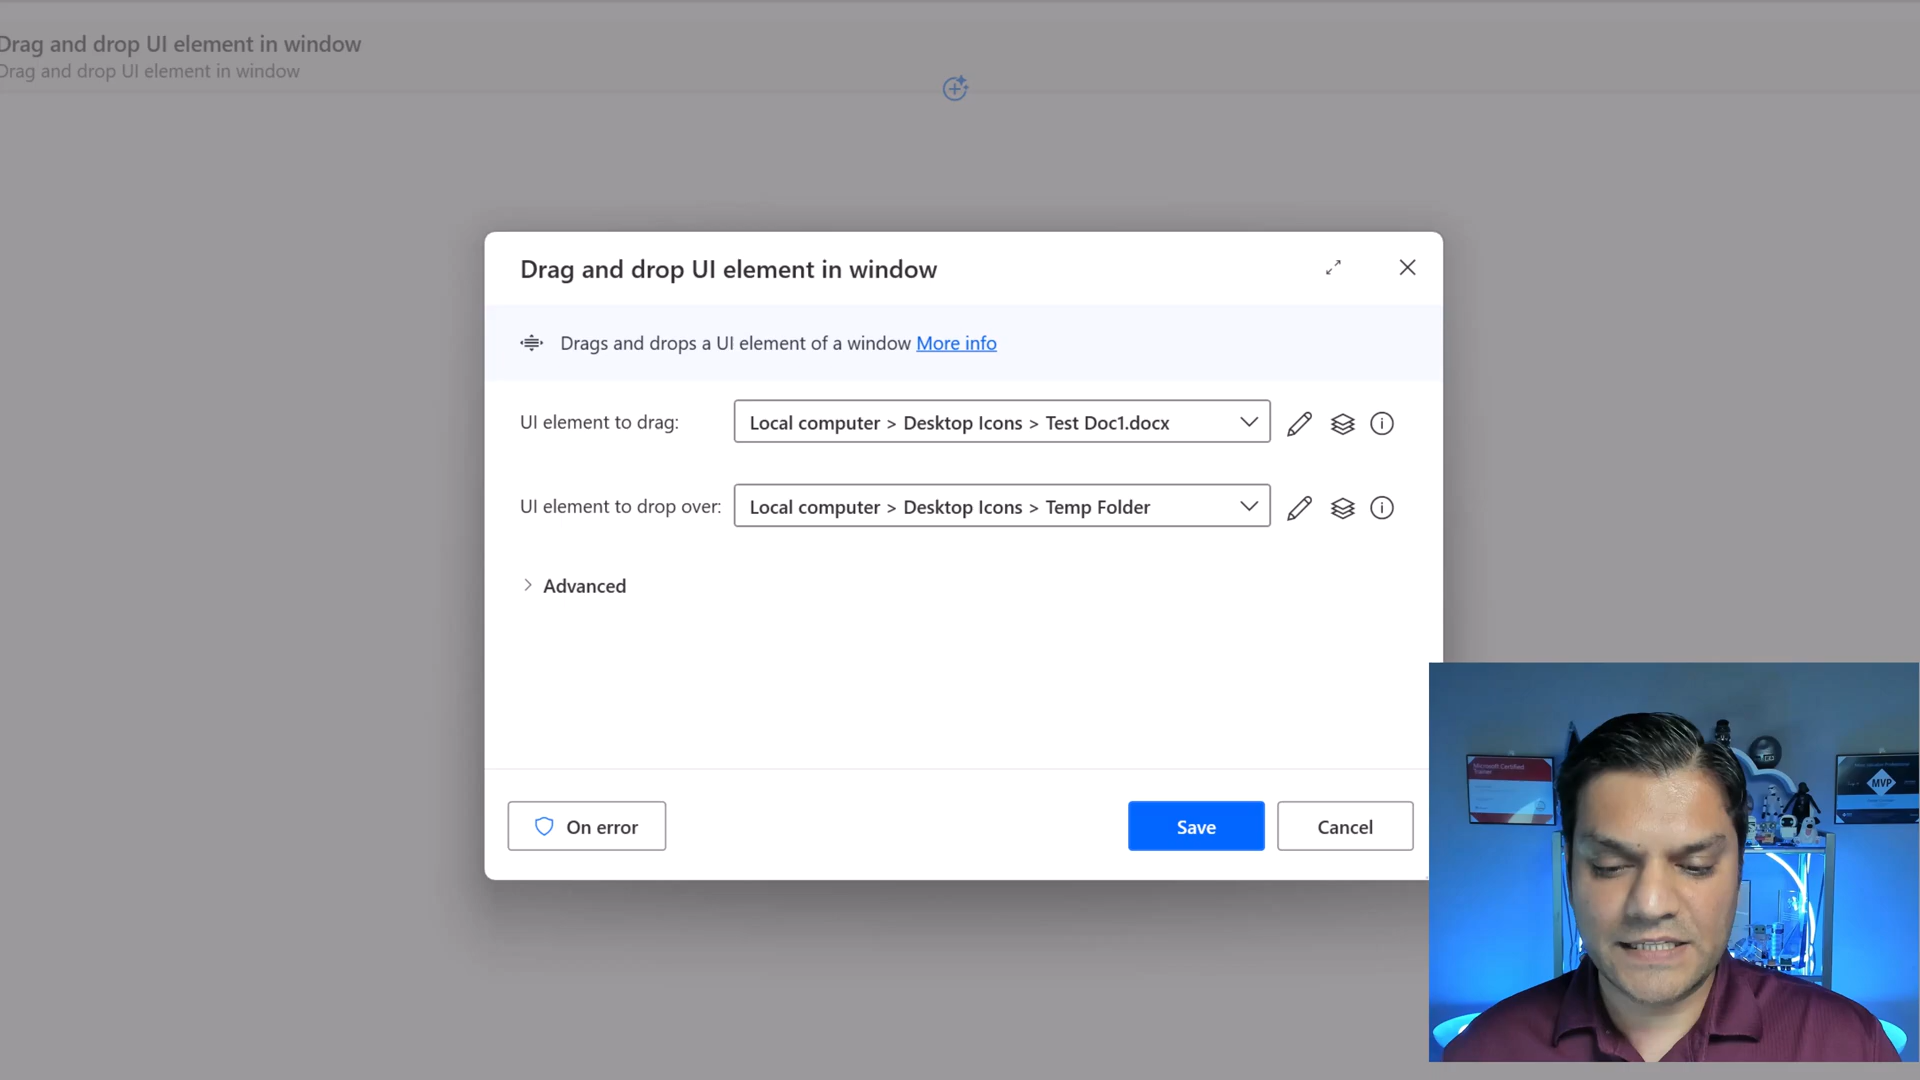 Drag and drop UI element in window
Drag and drop UI element in window
Drag and drop UI element in window
Drags and drops a UI element of a window More info
UI element to drag: Local computer > Desktop Icons > Test Doc1.docx
UI element to drop over: Local computer > Desktop Icons > Temp Folder
Advanced
On error
Save
Cancel
Microsoft Certified
Trainer
MVP